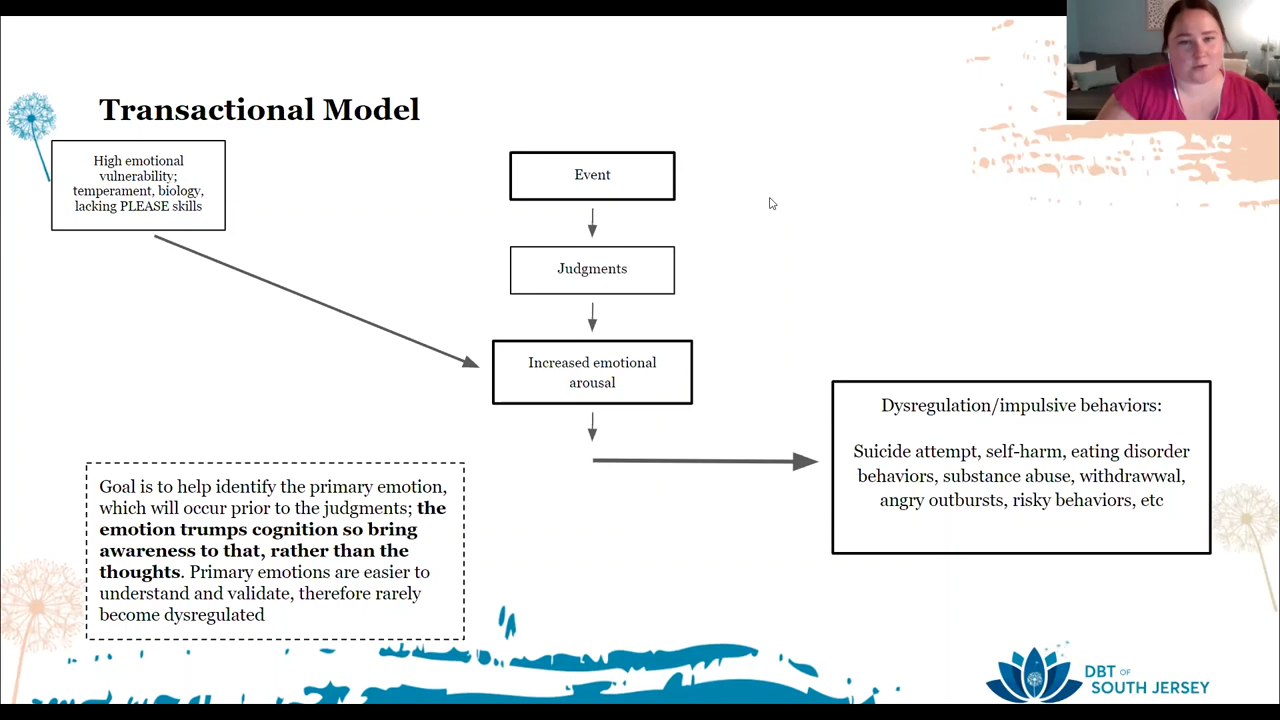 Transactional Model
High emotional
vulnerability;
temperament, biology,
lacking PLEASE skills
Event
Judgments
Increased emotional
arousal
Dysregulation/impulsive behaviors:
Suicide attempt, self-harm, eating disorder
behaviors, substance abuse, withdrawwal,
angry outbursts, risky behaviors, etc
Goal is to help identify the primary emotion,
which will occur prior to the judgments; the
emotion trumps cognition so bring
awareness to that, rather than the
thoughts. Primary emotions are easier to
understand and validate, therefore rarely
become dysregulated
DBT OF
SOUTH JERSEY